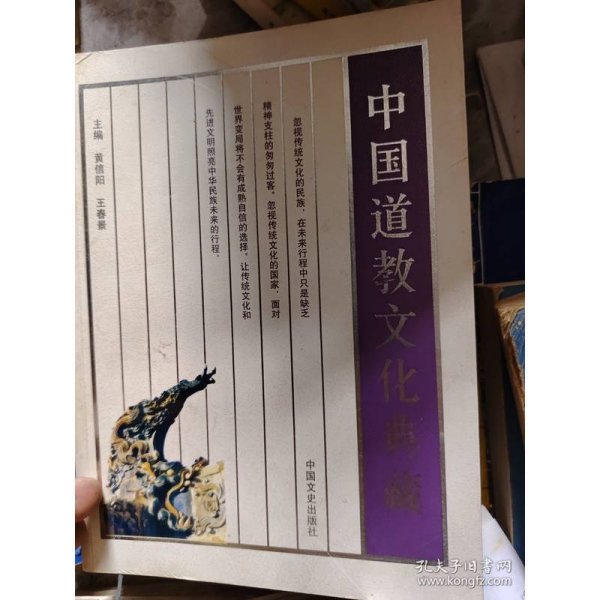 中国道教文化典藏
忽视传统文化的民族，在未来行程中只是缺乏
精神支柱的匆匆过客。忽视传统文化的国家，面对
世界变局将不会有成熟自信的选择。让传统文化和
先进文明照亮中华民族未来的行程。
主编 黄信阳 王春景
中国文史出版社
孔夫子旧书网
www.kongfz.com